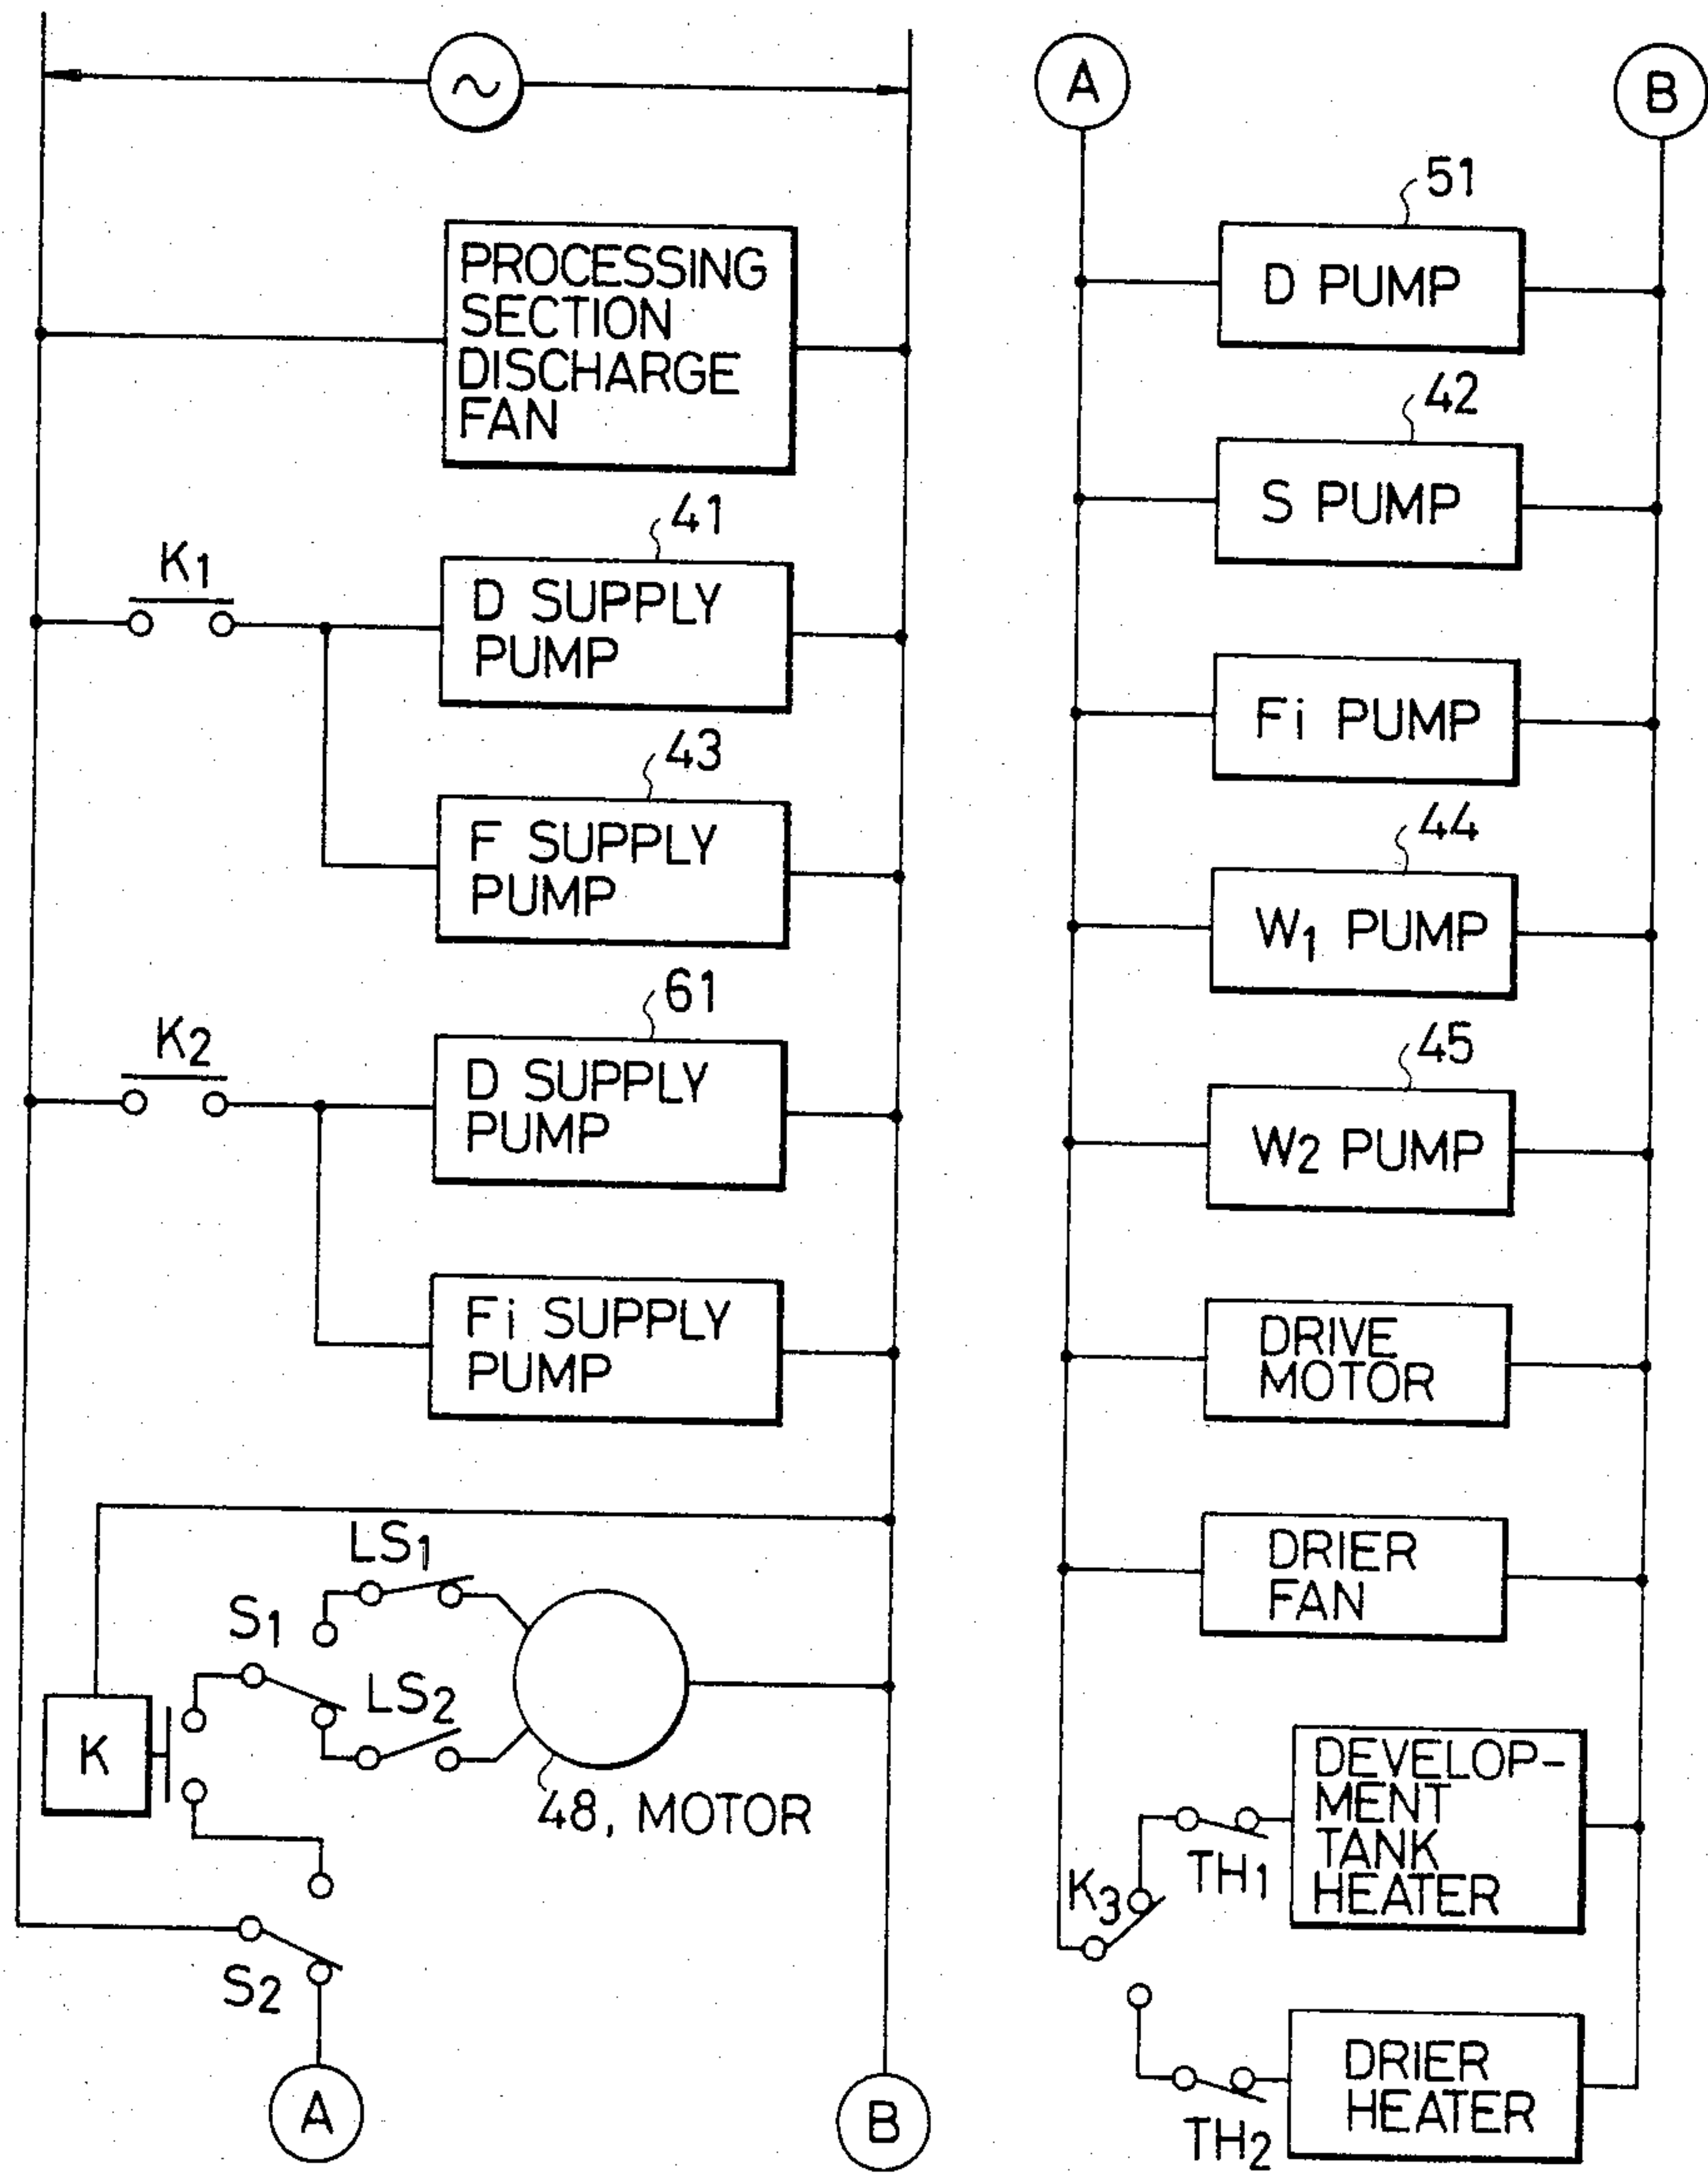 ∼
PROCESSING
SECTION
DISCHARGE
FAN
K1
41
D SUPPLY
PUMP
43
F SUPPLY
PUMP
K2
61
D SUPPLY
PUMP
Fi SUPPLY
PUMP
LS1
S1
LS2
K
48, MOTOR
S2
A
B
A
B
51
D PUMP
42
S PUMP
Fi PUMP
44
W1 PUMP
45
W2 PUMP
DRIVE
MOTOR
DRIER
FAN
DEVELOP-
MENT
TANK
HEATER
TH1
K3
DRIER
HEATER
TH2